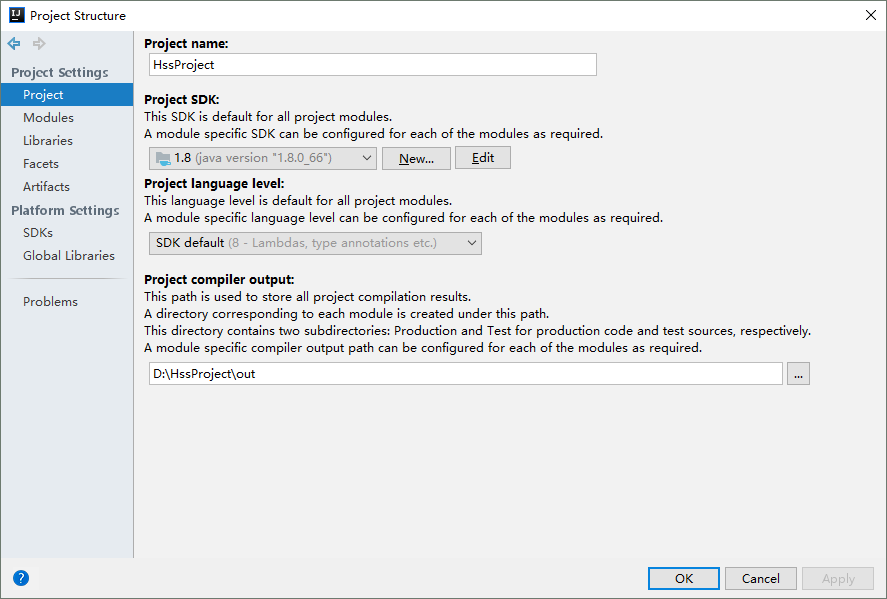 Project Structure
Project Settings
Project
Modules
Libraries
Facets
Artifacts
Platform Settings
SDKs
Global Libraries
Problems
Project name:
HssProject
Project SDK:
This SDK is default for all project modules.
A module specific SDK can be configured for each of the modules as required.
1.8 (java version "1.8.0_66") New... Edit
Project language level:
This language level is default for all project modules.
A module specific language level can be configured for each of the modules as required.
SDK default (8 - Lambdas, type annotations etc.)
Project compiler output:
This path is used to store all project compilation results.
A directory corresponding to each module is created under this path.
This directory contains two subdirectories: Production and Test for production code and test sources, respectively.
A module specific compiler output path can be configured for each of the modules as required.
D:\HssProject\out ...
? OK Cancel Apply